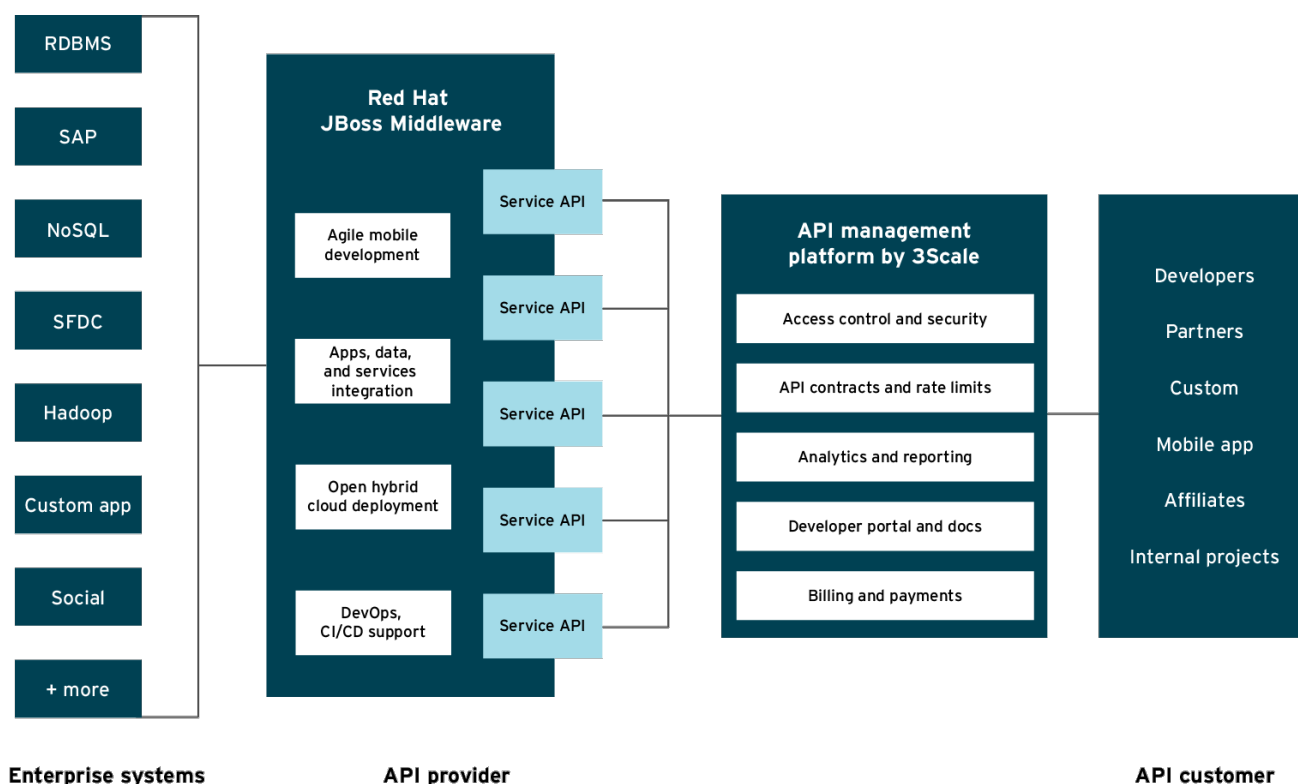 RDBMS
SAP
NoSQL
SFDC
Hadoop
Custom app
Social
+ more
Enterprise systems
Red Hat
JBoss Middleware
Agile mobile
development
Apps, data,
and services
integration
Open hybrid
cloud deployment
DevOps,
CI/CD support
Service API
Service API
Service API
Service API
Service API
API provider
API management
platform by 3Scale
Access control and security
API contracts and rate limits
Analytics and reporting
Developer portal and docs
Billing and payments
Developers
Partners
Custom
Mobile app
Affiliates
Internal projects
API customer